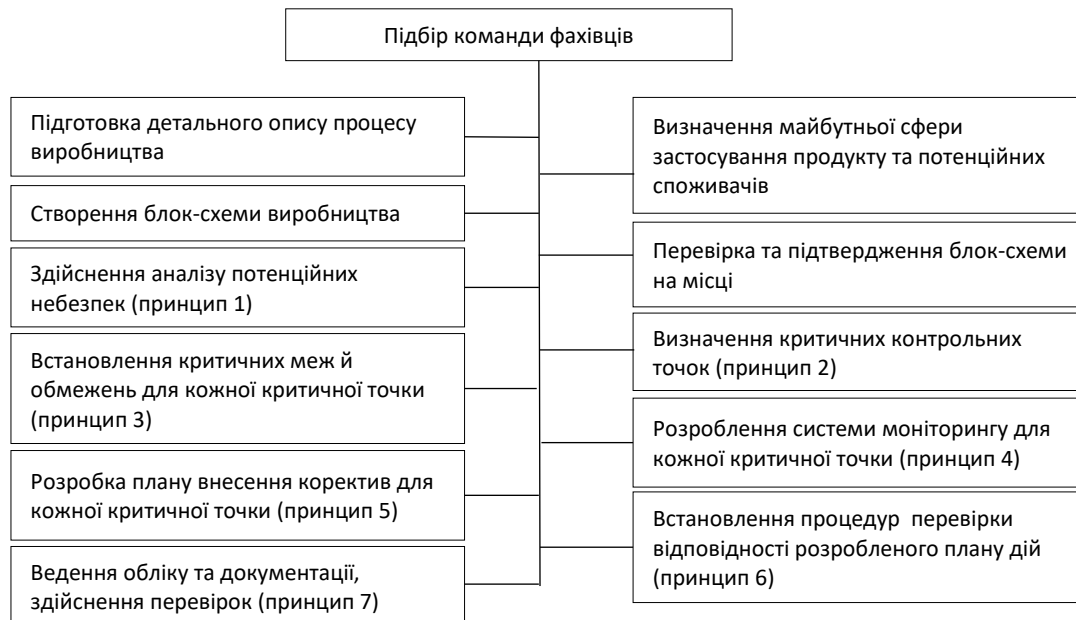 Підбір команди фахівців
Підготовка детального опису процесу
виробництва
Визначення майбутньої сфери
застосування продукту та потенційних
споживачів
Створення блок-схеми виробництва
Перевірка та підтвердження блок-схеми
на місці
Здійснення аналізу потенційних
небезпек (принцип 1)
Визначення критичних контрольних
точок (принцип 2)
Встановлення критичних меж й
обмежень для кожної критичної точки
(принцип 3)
Розроблення системи моніторингу для
кожної критичної точки (принцип 4)
Розробка плану внесення коректив для
кожної критичної точки (принцип 5)
Встановлення процедур перевірки
відповідності розробленого плану дій
(принцип 6)
Ведення обліку та документації,
здійснення перевірок (принцип 7)